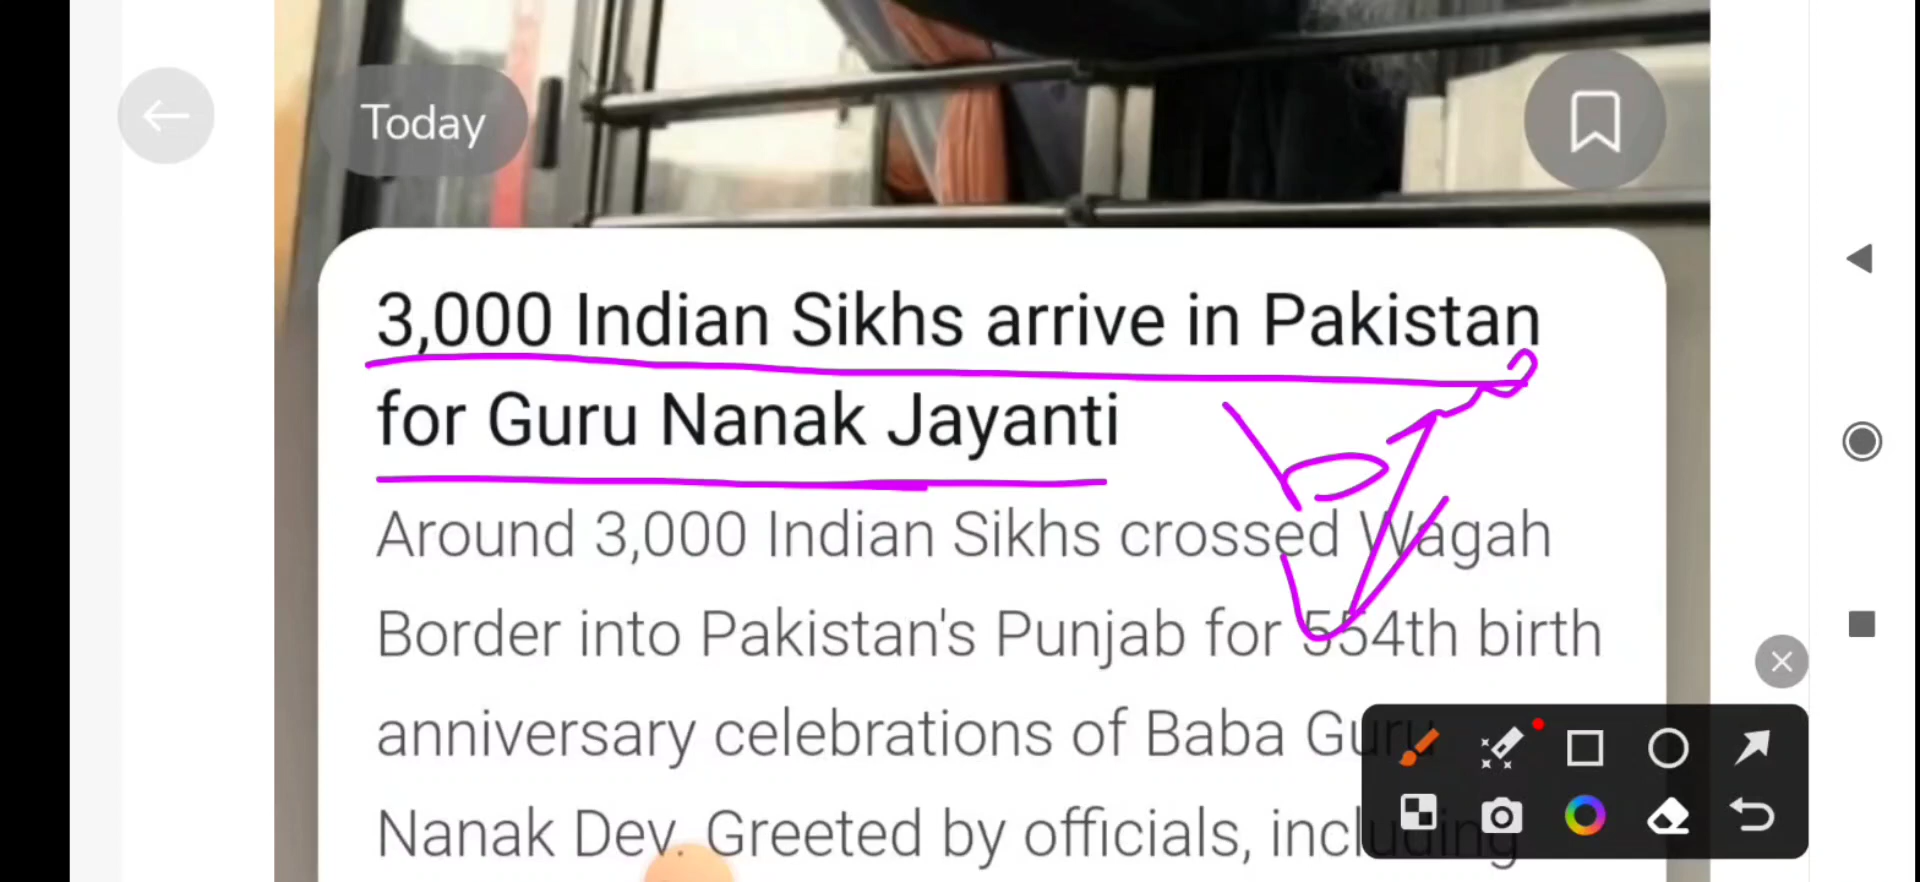 Today
3,000 Indian Sikhs arrive in Pakistan
for Guru Nanak Jayanti
Around 3,000 Indian Sikhs crossed Wagah
Border into Pakistan's Punjab for 554th birth
anniversary celebrations of Baba Guru
Nanak Dev. Greeted by officials, including